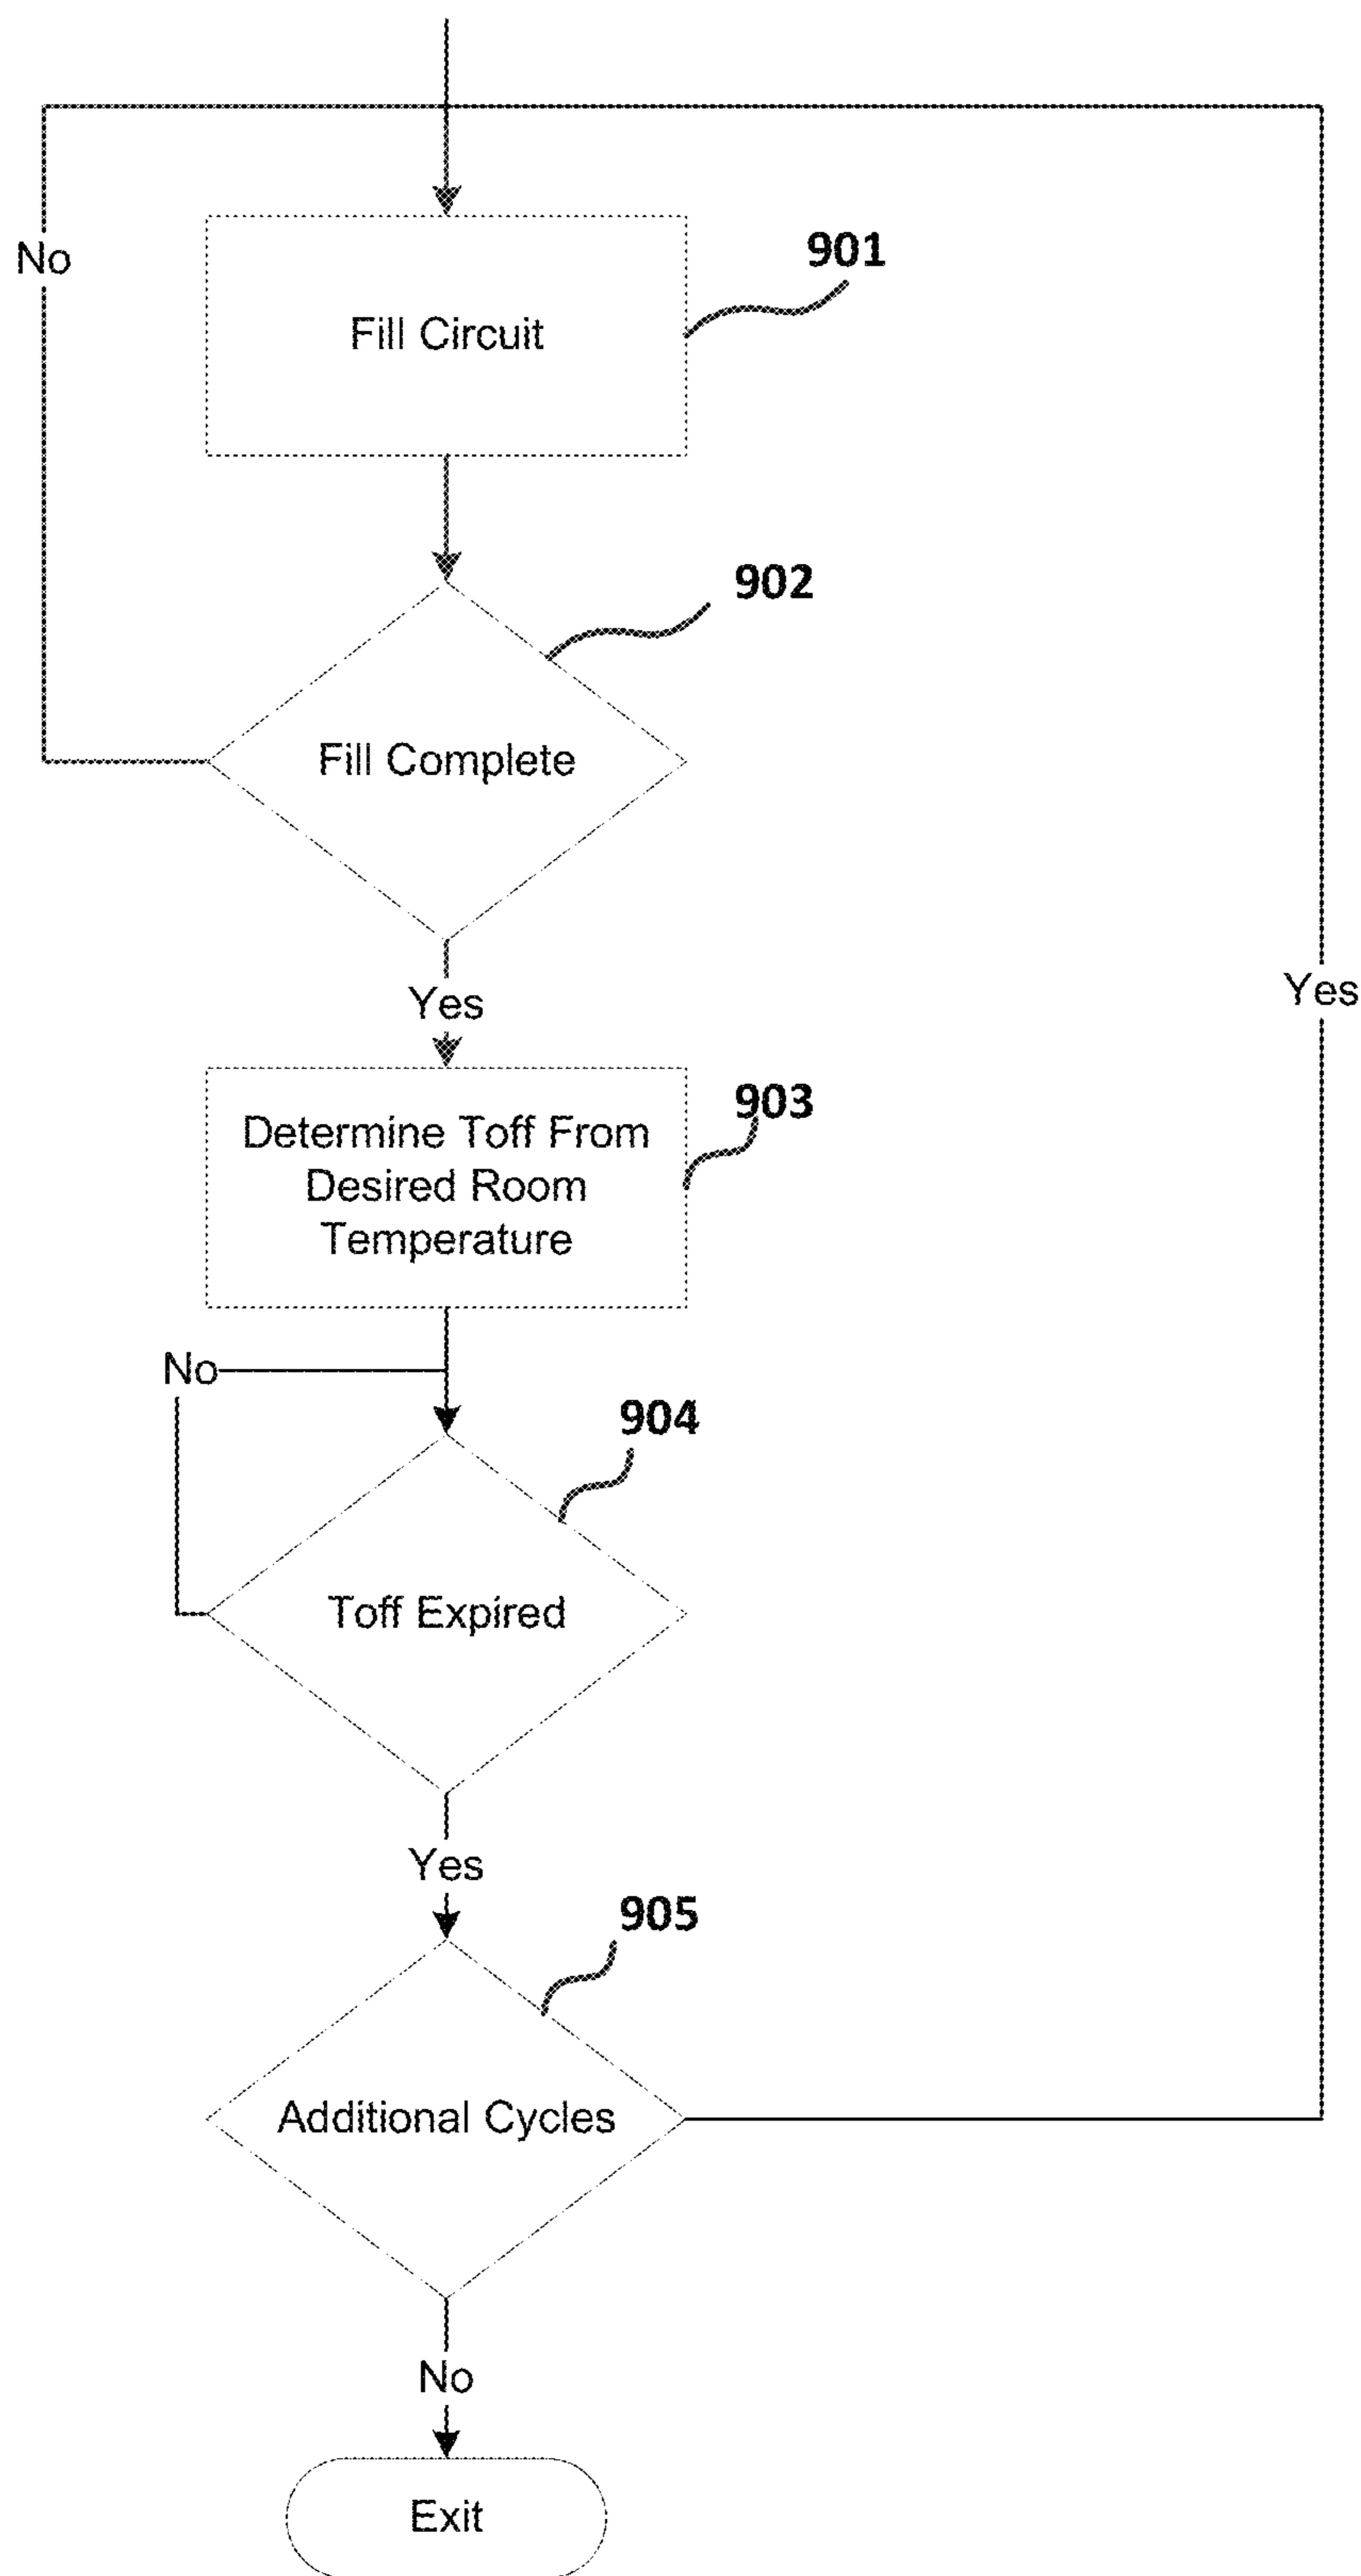 No
901
Fill Circuit
902
Fill Complete
Yes
Yes
903
Determine Toff From
Desired Room
Temperature
No
904
Toff Expired
Yes
905
Additional Cycles
No
Exit